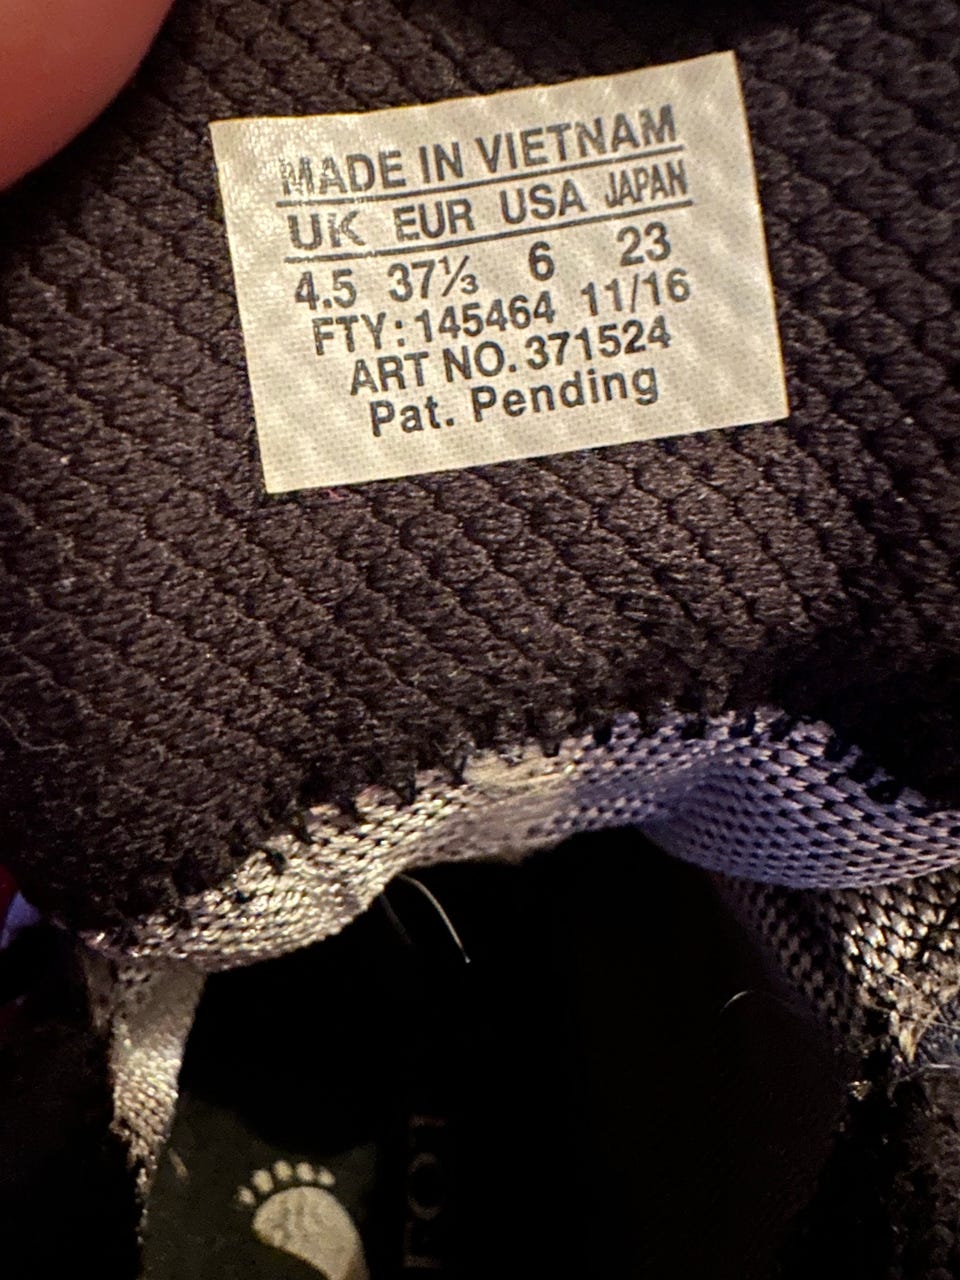 MADE IN VIETNAM
UK EUR USA JAPAN
4.5 37⅓ 6 23
FTY: 145464 11/16
ART NO. 371524
Pat. Pending